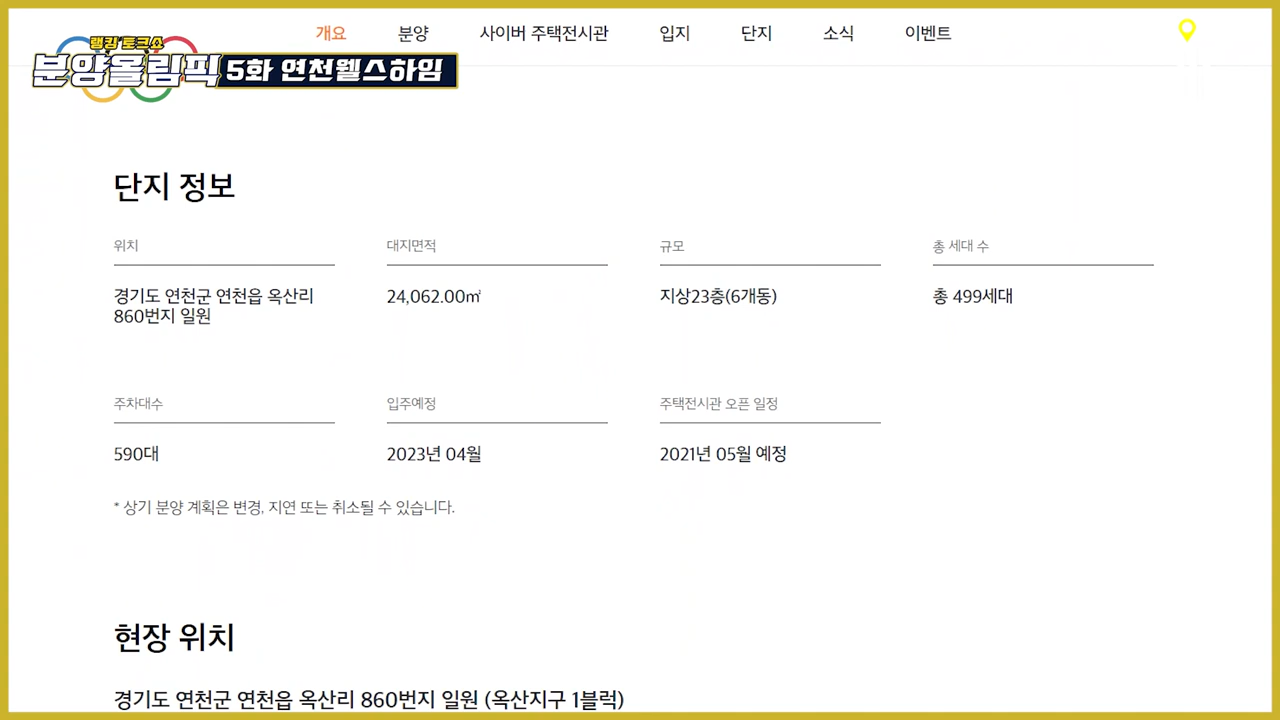 개요 분양 사이버 주택전시관 입지 단지 소식 이벤트
랭킹 토크쇼
분양올림픽 5화 연천웰스하임
단지 정보
위치 대지면적 규모 총 세대 수
경기도 연천군 연천읍 옥산리 24,062.00㎡ 지상23층(6개동) 총 499세대
860번지 일원
주차대수 입주예정 주택전시관 오픈 일정
590대 2023년 04월 2021년 05월 예정
* 상기 분양 계획은 변경, 지연 또는 취소될 수 있습니다.
현장 위치
경기도 연천군 연천읍 옥산리 860번지 일원 (옥산지구 1블럭)